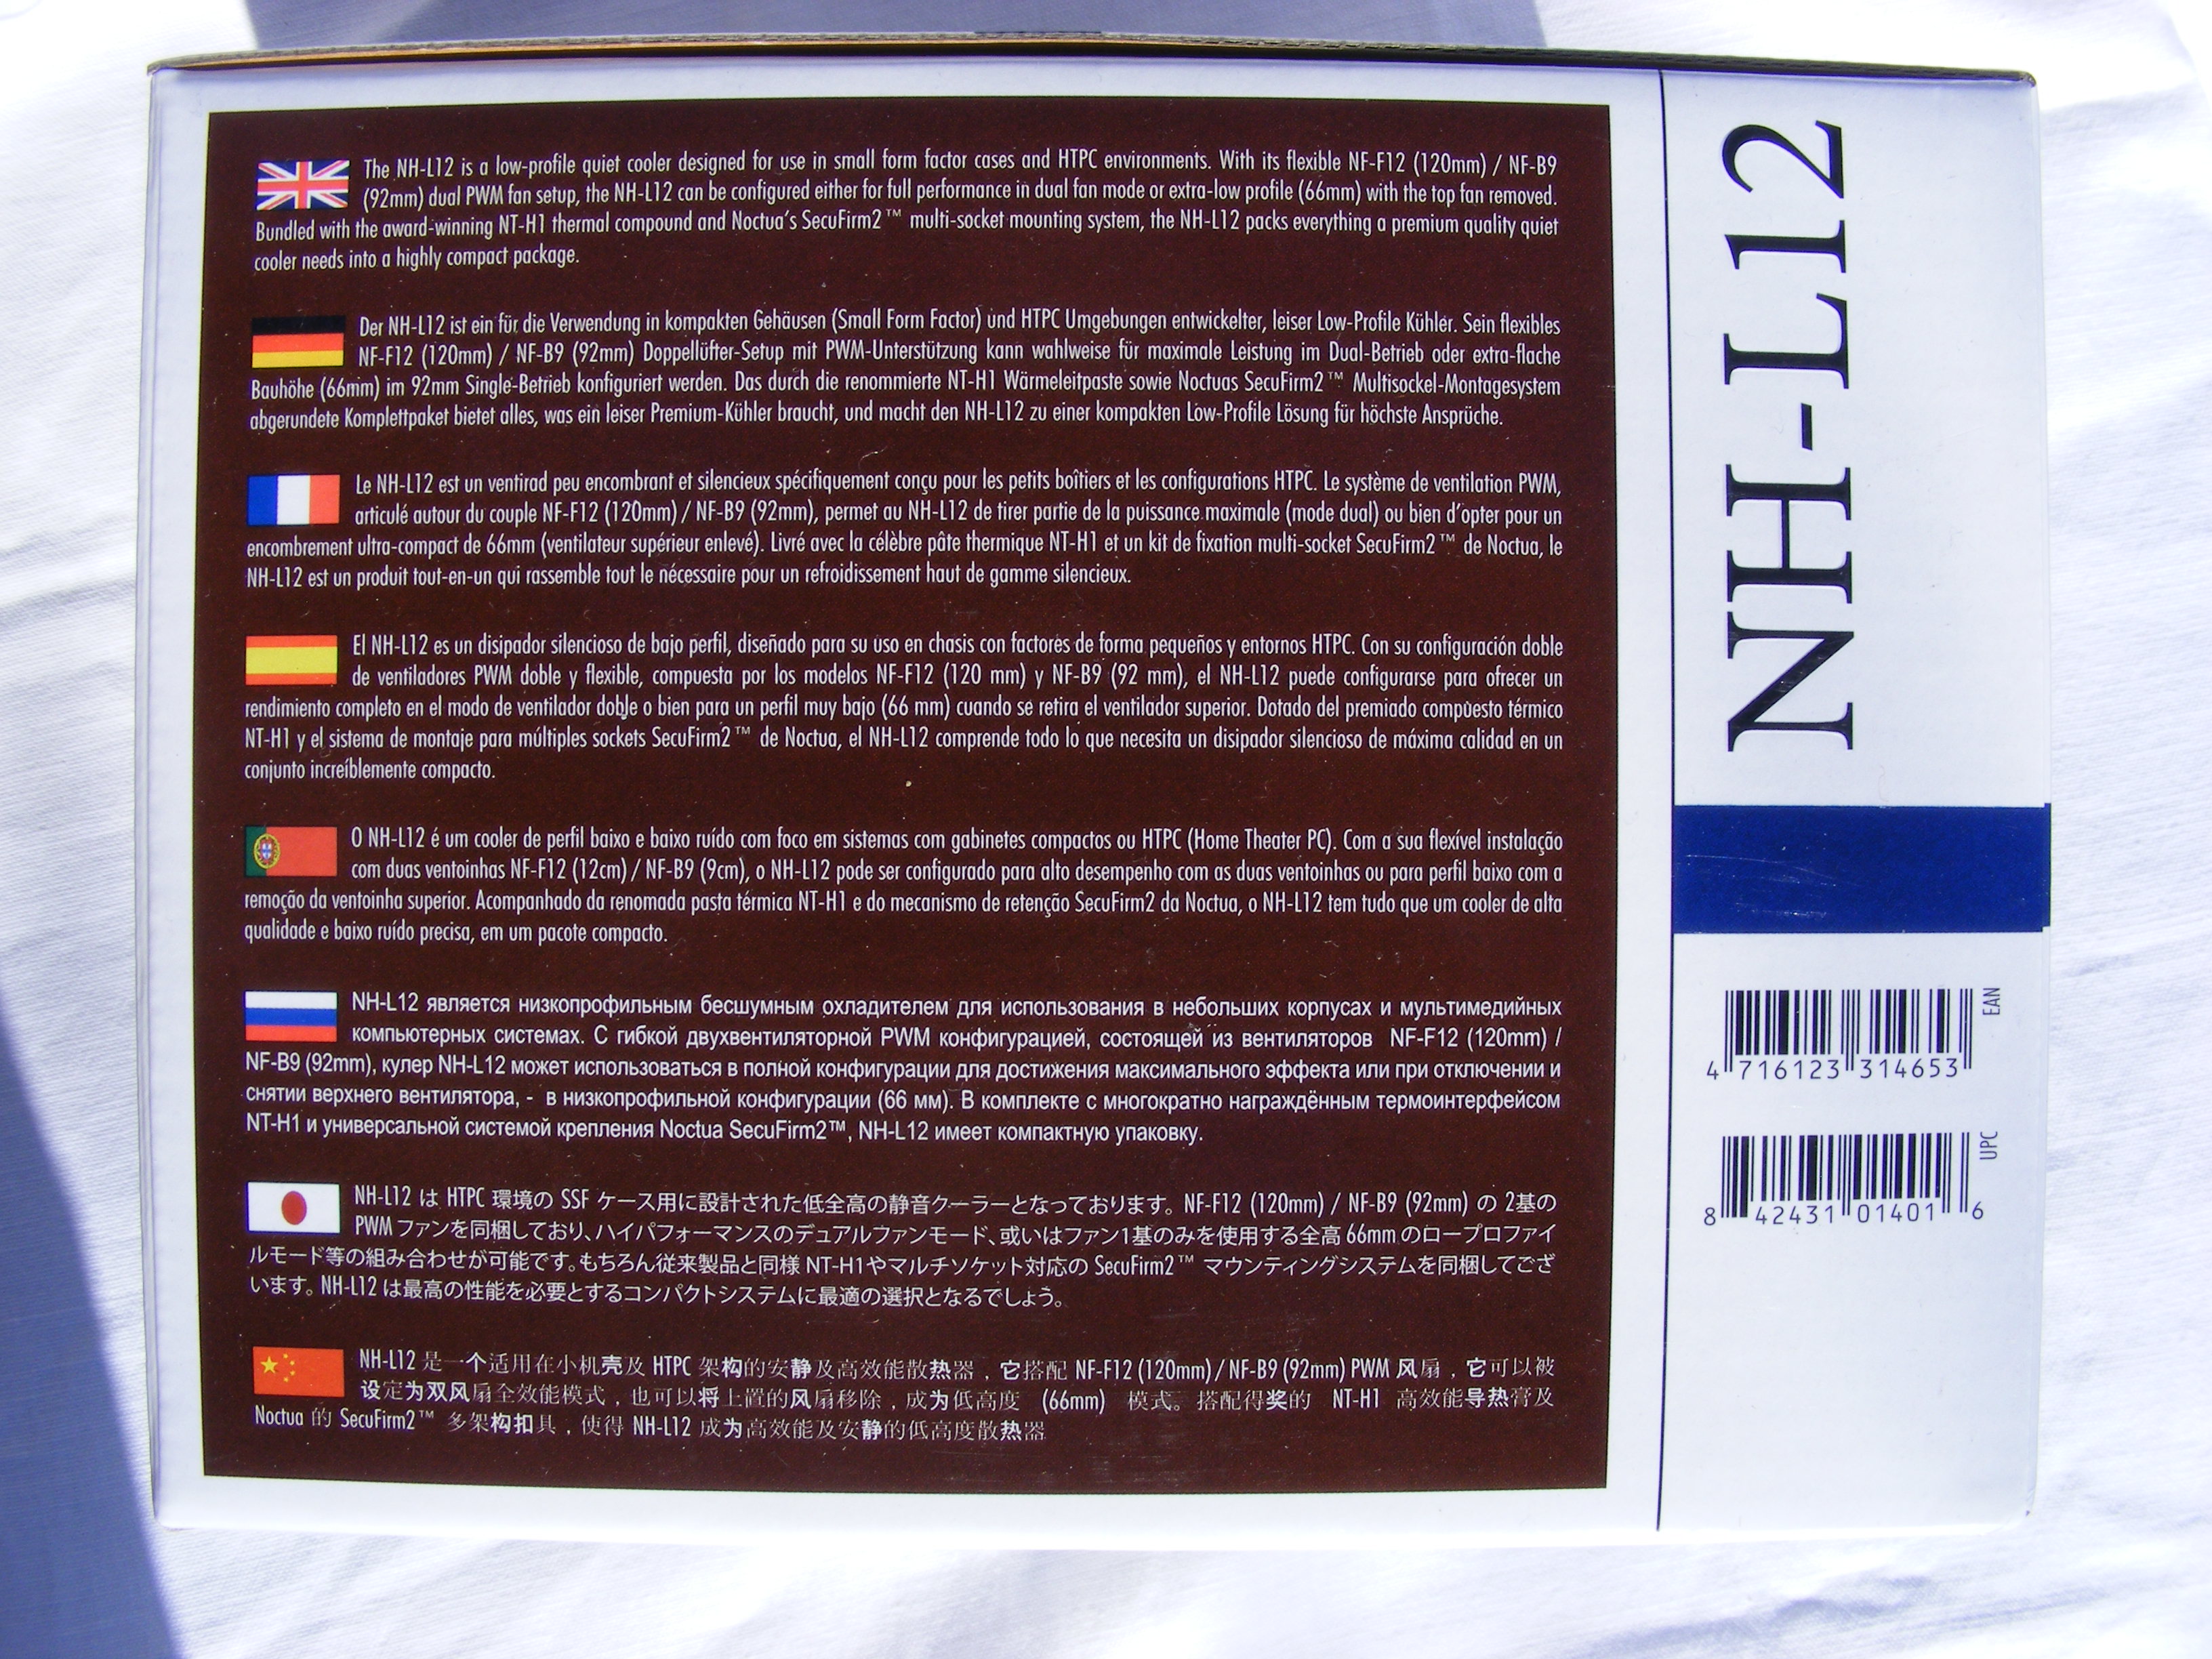 The NH-L12 is a low-profile quiet cooler designed for use in small form factor cases and HTPC environments. With its flexible NF-F12 (120mm) / NF-B9
(92mm) dual PWM fan setup, the NH-L12 can be configured either for full performance in dual fan mode or extra-low profile (66mm) with the top fan removed.
Bundled with the award-winning NT-H1 thermal compound and Noctua's SecuFirm2™ multi-socket mounting system, the NH-L12 packs everything a premium quality quiet
cooler needs into a highly compact package.
Der NH-L12 ist ein für die Verwendung in kompakten Gehäusen (Small Form Factor) und HTPC Umgebungen entwickelter, leiser Low-Profile Kühler. Sein flexibles
NF-F12 (120mm) / NF-B9 (92mm) Doppellüfter-Setup mit PWM-Unterstützung kann wahlweise für maximale Leistung im Dual-Betrieb oder extra-flache
Bauhöhe (66mm) im 92mm Single-Betrieb konfiguriert werden. Das durch die renommierte NT-H1 Wärmeleitpaste sowie Noctuas SecuFirm2™ Multisockel-Montagesystem
abgerundete Komplettpaket bietet alles, was ein leiser Premium-Kühler braucht, und macht den NH-L12 zu einer kompakten Low-Profile Lösung für höchste Ansprüche.
Le NH-L12 est un ventirad peu encombrant et silencieux spécifiquement conçu pour les petits boîtiers et les configurations HTPC. Le système de ventilation PWM,
articulé autour du couple NF-F12 (120mm) / NF-B9 (92mm), permet au NH-L12 de tirer partie de la puissance maximale (mode dual) ou bien d'opter pour un
encombrement ultra-compact de 66mm (ventilateur supérieur enlevé). Livré avec la célèbre pâte thermique NT-H1 et un kit de fixation multi-socket SecuFirm2™ de Noctua, le
NH-L12 est un produit tout-en-un qui rassemble tout le nécessaire pour un refroidissement haut de gamme silencieux.
El NH-L12 es un disipador silencioso de bajo perfil, diseñado para su uso en chasis con factores de forma pequeños y entornos HTPC. Con su configuración doble
de ventiladores PWM doble y flexible, compuesta por los modelos NF-F12 (120 mm) y NF-B9 (92 mm), el NH-L12 puede configurarse para ofrecer un
rendimiento completo en el modo de ventilador doble o bien para un perfil muy bajo (66 mm) cuando se retira el ventilador superior. Dotado del premiado compuesto térmico
NT-H1 y el sistema de montaje para múltiples sockets SecuFirm2™ de Noctua, el NH-L12 comprende todo lo que necesita un disipador silencioso de máxima calidad en un
conjunto increíblemente compacto.
O NH-L12 é um cooler de perfil baixo e baixo ruído com foco em sistemas com gabinetes compactos ou HTPC (Home Theater PC). Com a sua flexível instalação
com duas ventoinhas NF-F12 (12cm) / NF-B9 (9cm), o NH-L12 pode ser configurado para alto desempenho com as duas ventoinhas ou para perfil baixo com a
remoção da ventoinha superior. Acompanhado da renomada pasta térmica NT-H1 e do mecanismo de retenção SecuFirm2 da Noctua, o NH-L12 tem tudo que um cooler de alta
qualidade e baixo ruído precisa, em um pacote compacto.
NH-L12 является низкопрофильным бесшумным охладителем для использования в небольших корпусах и мультимедийных
компьютерных системах. С гибкой двухвентиляторной PWM конфигурацией, состоящей из вентиляторов NF-F12 (120mm) /
NF-B9 (92mm), кулер NH-L12 может использоваться в полной конфигурации для достижения максимального эффекта или при отключении и
снятии верхнего вентилятора, - в низкопрофильной конфигурации (66 мм). В комплекте с многократно награждённым термоинтерфейсом
NT-H1 и универсальной системой крепления Noctua SecuFirm2™, NH-L12 имеет компактную упаковку.
NH-L12 は HTPC 環境の SSF ケース用に設計された低全高の静音クーラーとなっております。NF-F12 (120mm) / NF-B9 (92mm) の 2基の
PWM ファンを同梱しており、ハイパフォーマンスのデュアルファンモード、或いはファン1基のみを使用する全高 66mm のロープロファイ
ルモード等の組み合わせが可能です。もちろん従来製品と同様 NT-H1やマルチソケット対応の SecuFirm2™ マウンティングシステムを同梱してござ
います。NH-L12 は最高の性能を必要とするコンパクトシステムに最適の選択となるでしょう。
NH-L12 是一个适用在小机壳及 HTPC 架构的安静及高效能散热器，它搭配 NF-F12 (120mm) / NF-B9 (92mm) PWM 风扇，它可以被
设定为双风扇全效能模式，也可以将上置的风扇移除，成为低高度 (66mm) 模式。搭配得奖的 NT-H1 高效能导热膏及
Noctua 的 SecuFirm2™ 多架构扣具，使得 NH-L12 成为高效能及安静的低高度散热器
NH-L12
EAN
4 716123 314653
UPC
8 42431 01401 6